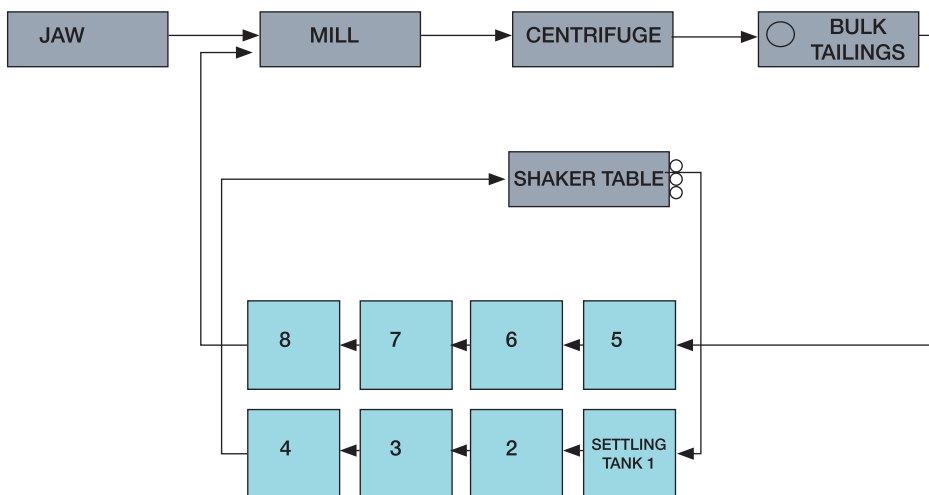 JAW
MILL
CENTRIFUGE
BULK
TAILINGS
SHAKER TABLE
8
7
6
5
4
3
2
SETTLING
TANK 1